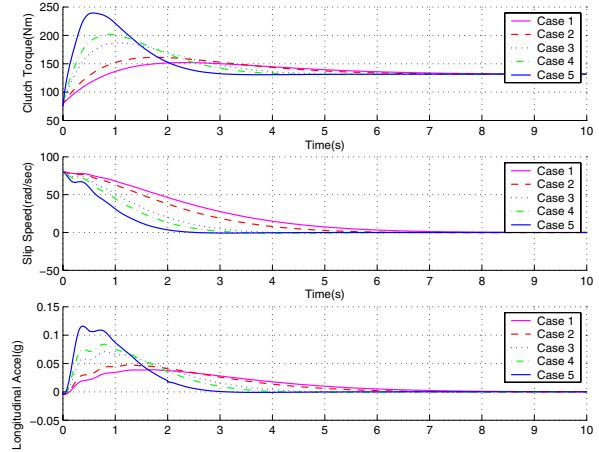 250
200
150
100
50
Clutch Torque(Nm)
0 1 2 3 4 5 6 7 8 9 10
Time(s)
Case 1
Case 2
Case 3
Case 4
Case 5
100
50
0
−50
Slip Speed(rad/sec)
0 1 2 3 4 5 6 7 8 9 10
Time(s)
Case 1
Case 2
Case 3
Case 4
Case 5
0.15
0.1
0.05
0
−0.05
Longitudinal Accel(g)
0 1 2 3 4 5 6 7 8 9 10
Case 1
Case 2
Case 3
Case 4
Case 5